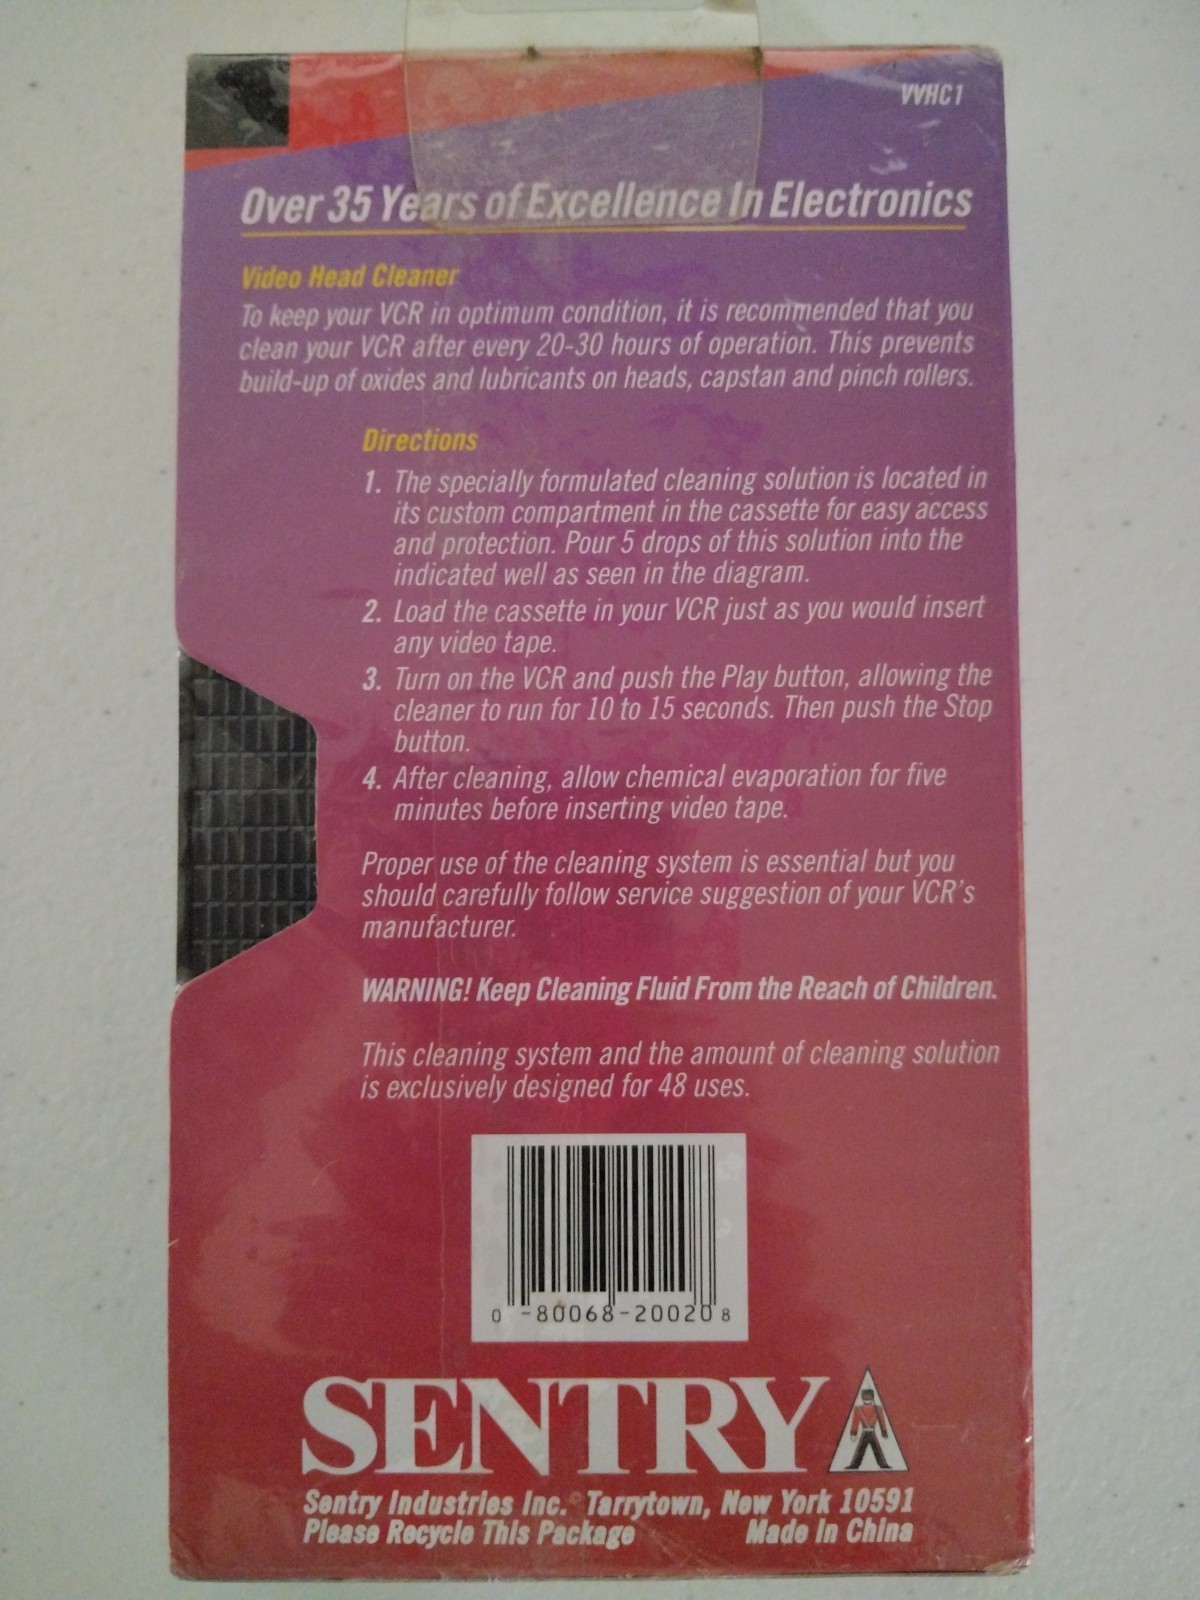 VVHC1
Over 35 Years of Excellence In Electronics
Video Head Cleaner
To keep your VCR in optimum condition, it is recommended that you
clean your VCR after every 20-30 hours of operation. This prevents
build-up of oxides and lubricants on heads, capstan and pinch rollers.
Directions
1. The specially formulated cleaning solution is located in
its custom compartment in the cassette for easy access
and protection. Pour 5 drops of this solution into the
indicated well as seen in the diagram.
2. Load the cassette in your VCR just as you would insert
any video tape.
3. Turn on the VCR and push the Play button, allowing the
cleaner to run for 10 to 15 seconds. Then push the Stop
button.
4. After cleaning, allow chemical evaporation for five
minutes before inserting video tape.
Proper use of the cleaning system is essential but you
should carefully follow service suggestion of your VCR's
manufacturer.
WARNING! Keep Cleaning Fluid From the Reach of Children.
This cleaning system and the amount of cleaning solution
is exclusively designed for 48 uses.
0 -80068-20020 8
SENTRY
Sentry Industries Inc. Tarrytown, New York 10591
Please Recycle This Package Made In China